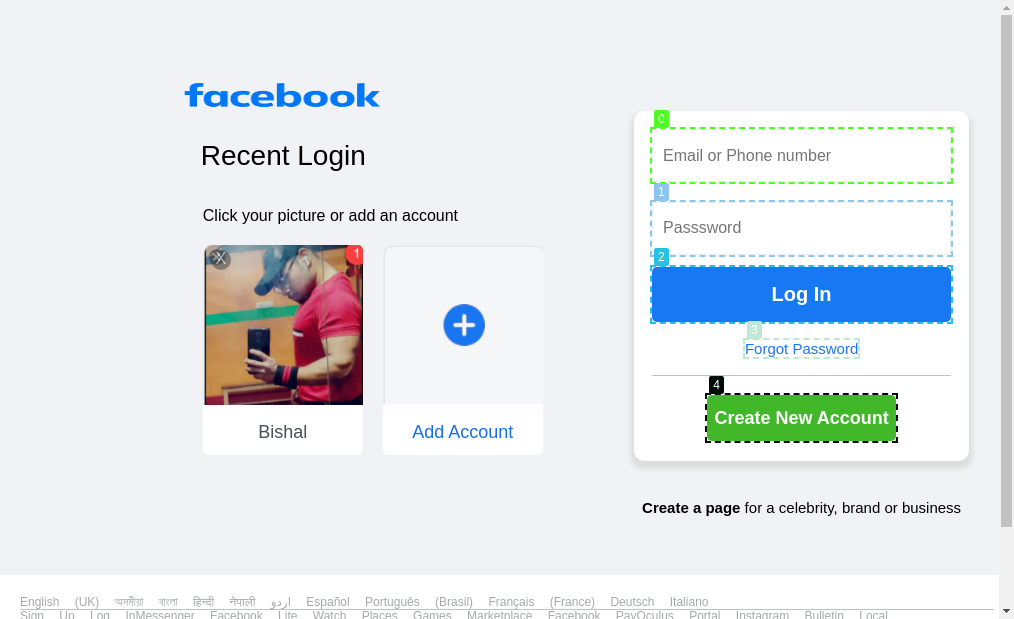 facebook
Recent Login
Click your picture or add an account
X
1
Bishal
Add Account
0
Email or Phone number
1
Passsword
2
Log In
3
Forgot Password
4
Create New Account
Create a page for a celebrity, brand or business
English (UK) অসমীয়া বাংলা हिन्दी नेपाली اردو Español Português (Brasil) Français (France) Deutsch Italiano
Sign Up Log InMessenger Facebook Lite Watch Places Games Marketplace Facebook PayOculus Portal Instagram Bulletin Local